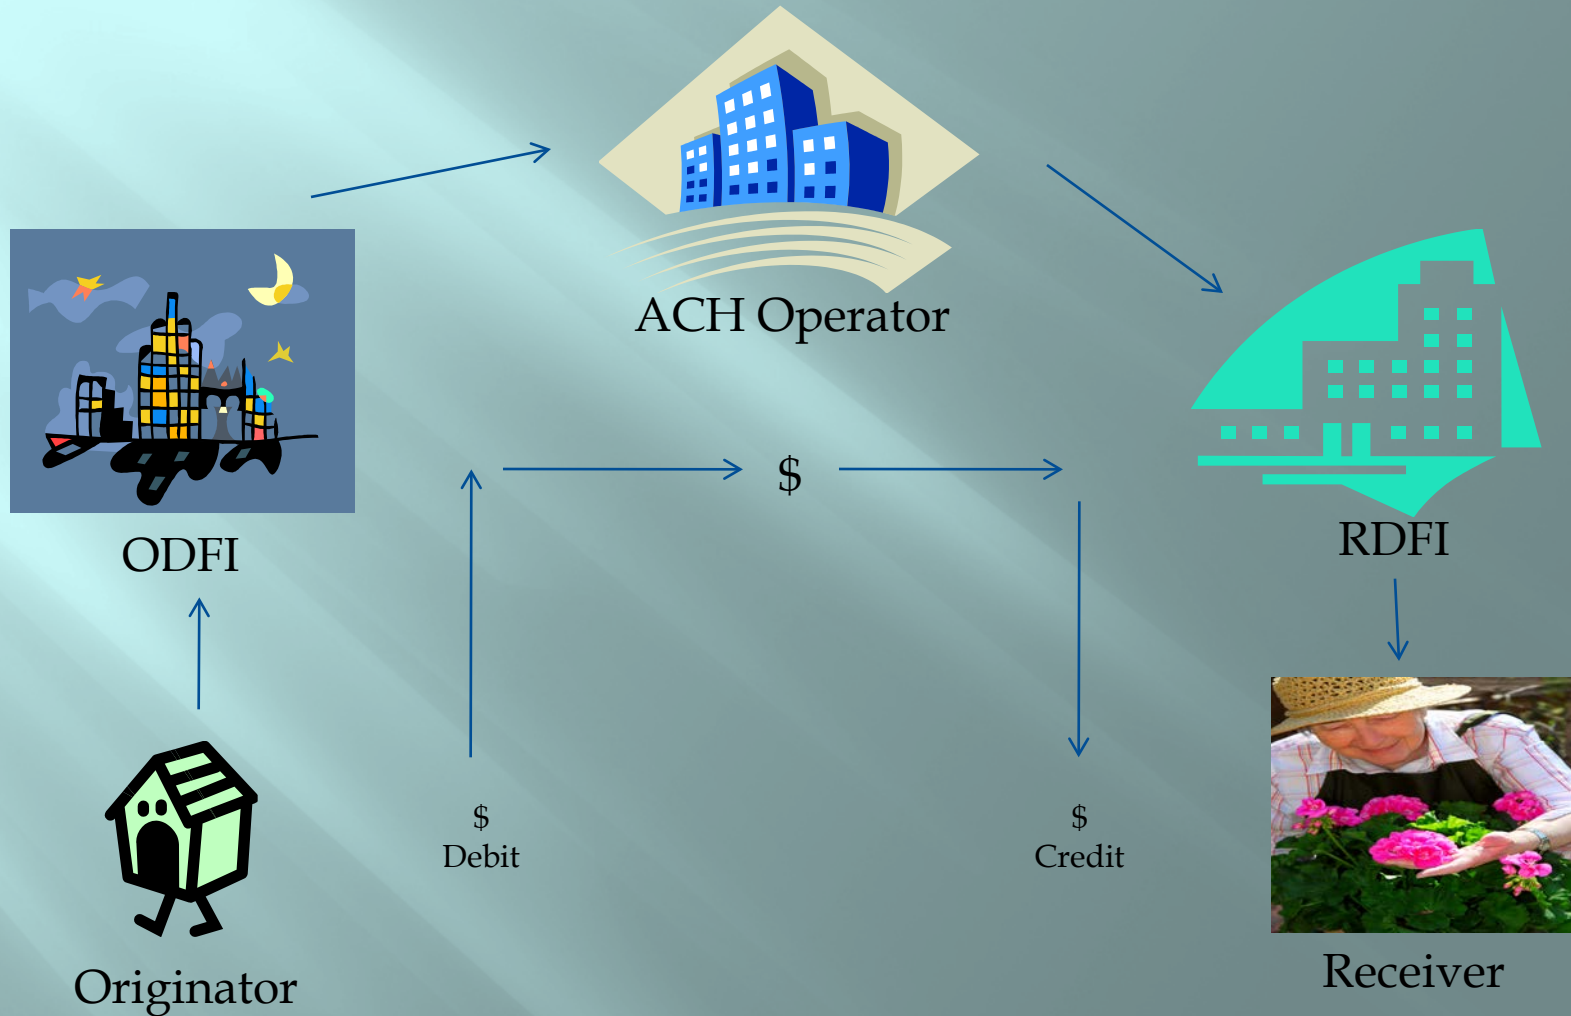 ACH Operator
$
ODFI
RDFI
$
Debit
$
Credit
Originator
Receiver